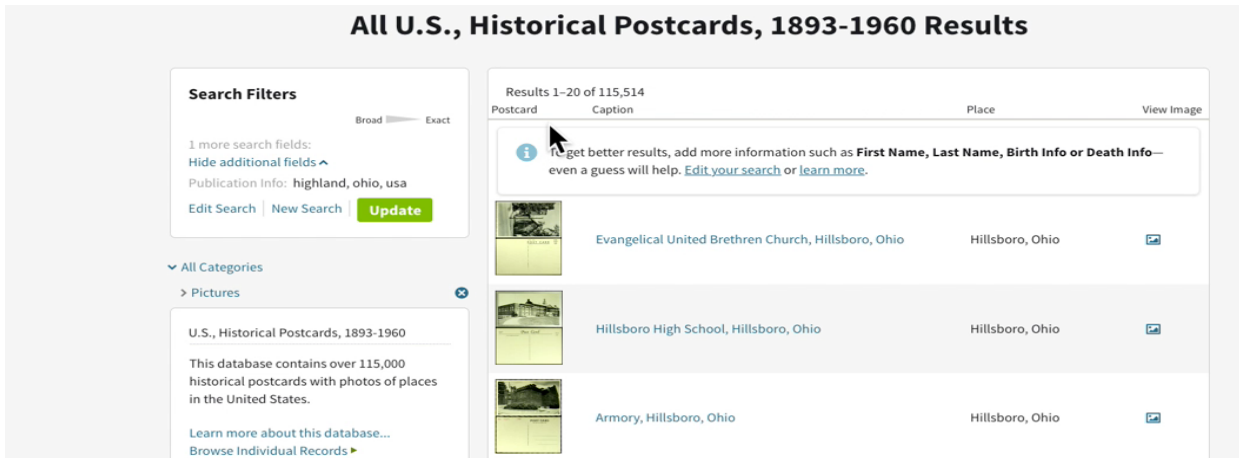 All U.S., Historical Postcards, 1893-1960 Results
Search Filters
Broad Exact
1 more search fields:
Hide additional fields
Publication Info: highland, ohio, usa
Edit Search New Search Update
All Categories
Pictures
U.S., Historical Postcards, 1893-1960
This database contains over 115,000
historical postcards with photos of places
in the United States.
Learn more about this database...
Browse Individual Records
Results 1–20 of 115,514
Postcard Caption Place View Image
To get better results, add more information such as First Name, Last Name, Birth Info or Death Info—
even a guess will help. Edit your search or learn more.
Evangelical United Brethren Church, Hillsboro, Ohio Hillsboro, Ohio
Hillsboro High School, Hillsboro, Ohio Hillsboro, Ohio
Armory, Hillsboro, Ohio Hillsboro, Ohio